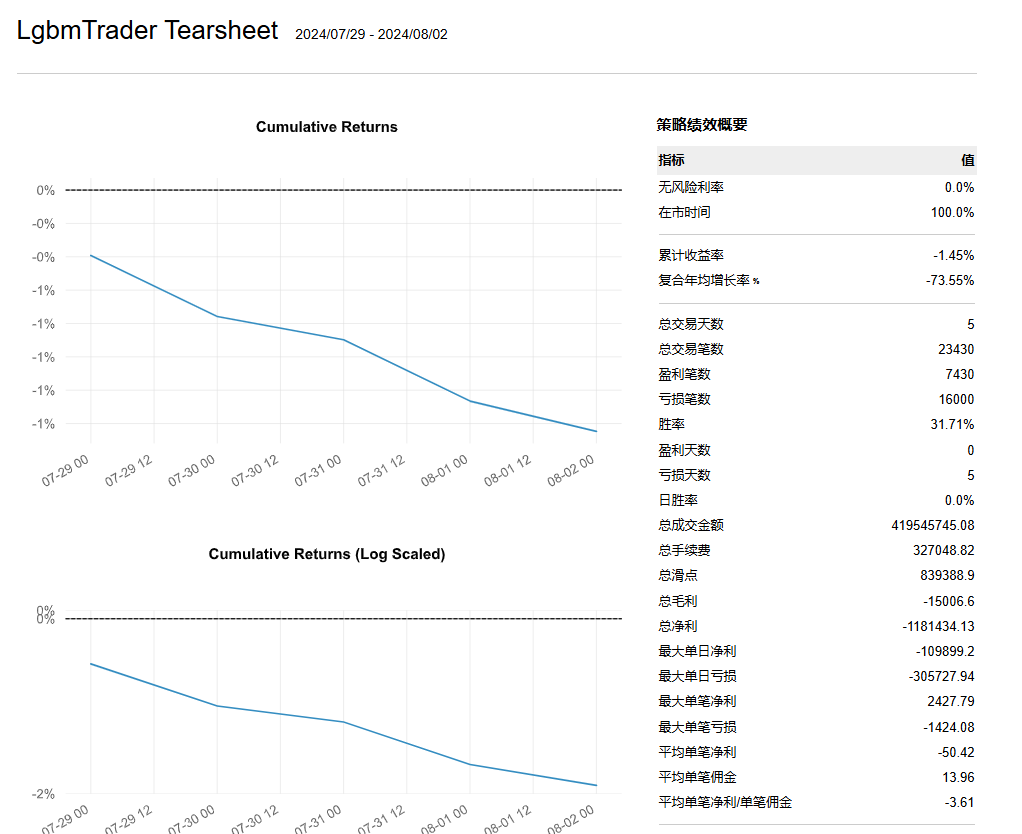 LgbmTrader Tearsheet 2024/07/29 - 2024/08/02
Cumulative Returns
0%
-0%
-0%
-1%
-1%
-1%
-1%
-1%
07-29 00 07-29 12 07-30 00 07-30 12 07-31 00 07-31 12 08-01 00 08-01 12 08-02 00
Cumulative Returns (Log Scaled)
0%
0%
-2%
07-29 00 07-29 12 07-30 00 07-30 12 07-31 00 07-31 12 08-01 00 08-01 12 08-02 00
策略绩效概要
指标 值
无风险利率 0.0%
在市时间 100.0%
累计收益率 -1.45%
复合年均增长率% -73.55%
总交易天数 5
总交易笔数 23430
盈利笔数 7430
亏损笔数 16000
胜率 31.71%
盈利天数 0
亏损天数 5
日胜率 0.0%
总成交金额 419545745.08
总手续费 327048.82
总滑点 839388.9
总毛利 -15006.6
总净利 -1181434.13
最大单日净利 -109899.2
最大单日亏损 -305727.94
最大单笔净利 2427.79
最大单笔亏损 -1424.08
平均单笔净利 -50.42
平均单笔佣金 13.96
平均单笔净利/单笔佣金 -3.61